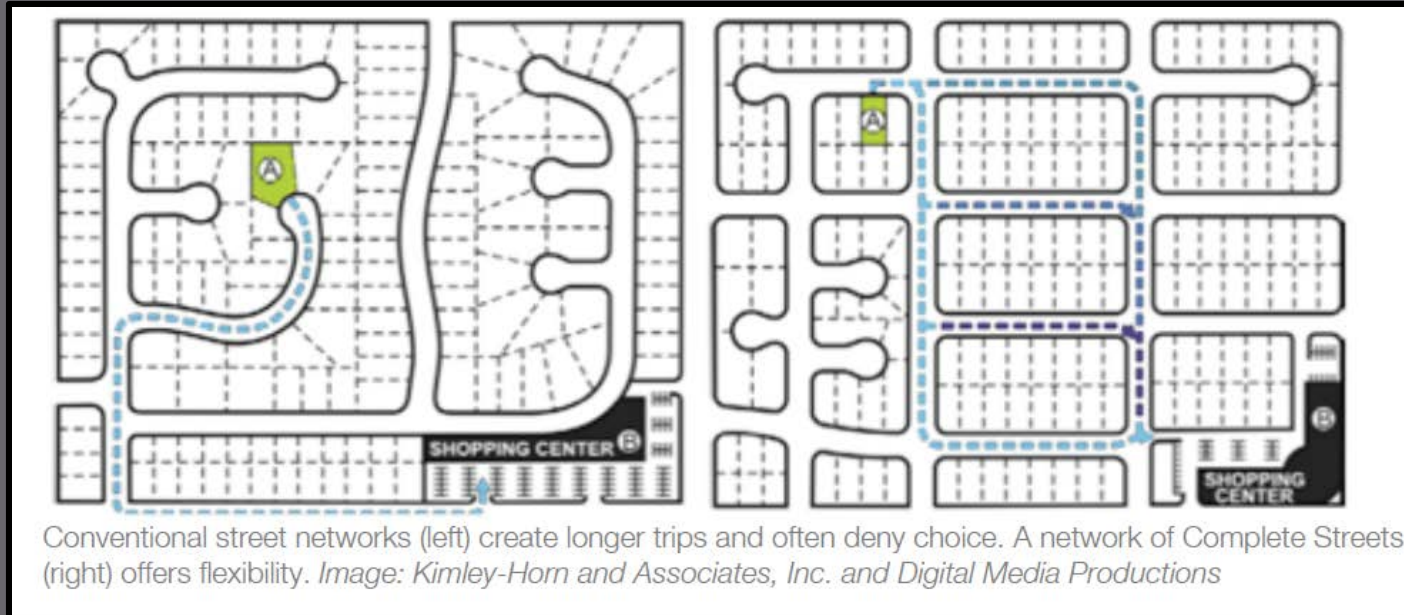 A
A
B
SHOPPING CENTER B
SHOPPING
CENTER
Conventional street networks (left) create longer trips and often deny choice. A network of Complete Streets
(right) offers flexibility. Image: Kimley-Horn and Associates, Inc. and Digital Media Productions